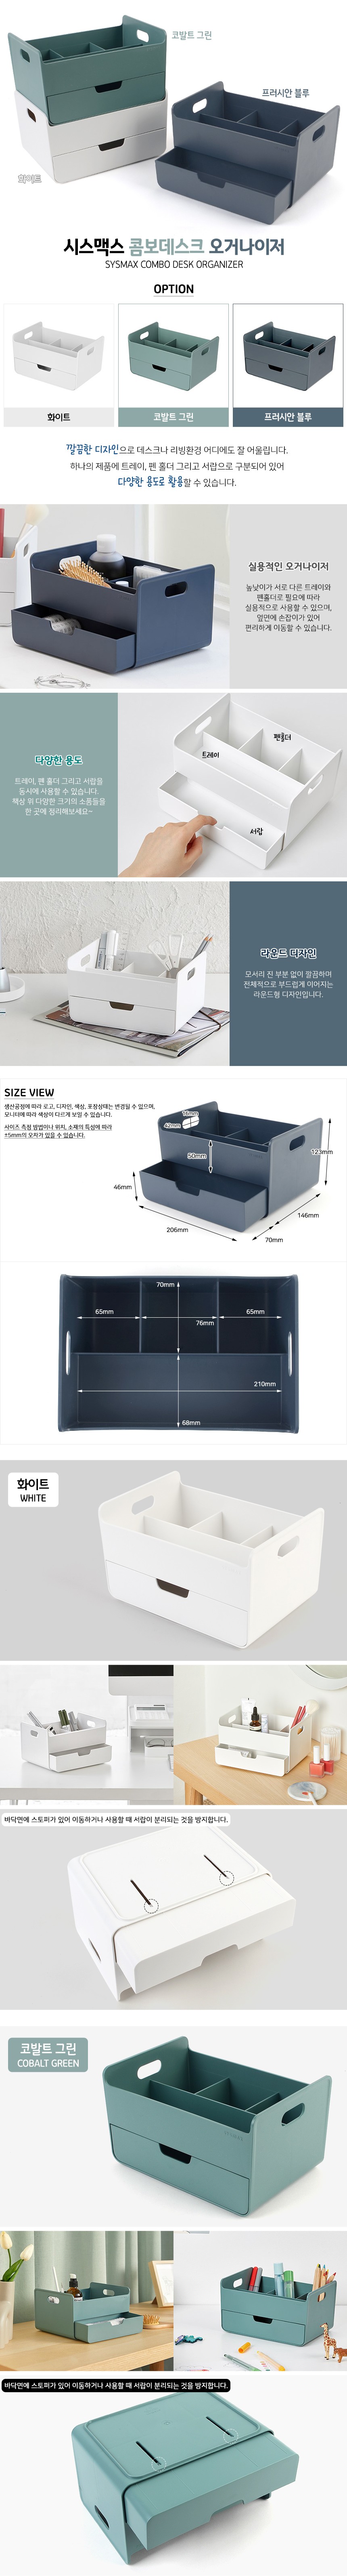 코발트 그린
프러시안 블루
화이트
시스맥스 콤보데스크 오거나이저
SYSMAX COMBO DESK ORGANIZER
OPTION
화이트
코발트 그린
프러시안 블루
깔끔한 디자인으로 데스크나 리빙환경 어디에도 잘 어울립니다.
하나의 제품에 트레이, 펜 홀더 그리고 서랍으로 구분되어 있어
다양한 용도로 활용할 수 있습니다.
실용적인 오거나이저
높낮이가 서로 다른 트레이와
펜홀더로 필요에 따라
실용적으로 사용할 수 있으며,
옆면에 손잡이가 있어
편리하게 이동할 수 있습니다.
다양한 용도
트레이, 펜 홀더 그리고 서랍을
동시에 사용할 수 있습니다.
책상 위 다양한 크기의 소품들을
한 곳에 정리해보세요~
펜홀더
트레이
서랍
라운드 디자인
모서리 진 부분 없이 깔끔하며
전체적으로 부드럽게 이어지는
라운드형 디자인입니다.
SIZE VIEW
생산공정에 따라 로고, 디자인, 색상, 포장상태는 변경될 수 있으며,
모니터에 따라 색상이 다르게 보일 수 있습니다.
사이즈 측정 방법이나 위치, 소재의 특성에 따라
±5mm의 오차가 있을 수 있습니다.
42mm
50mm
123mm
46mm
146mm
206mm
70mm
70mm
65mm
65mm
76mm
210mm
68mm
화이트
WHITE
바닥면에 스토퍼가 있어 이동하거나 사용할 때 서랍이 분리되는 것을 방지합니다.
코발트 그린
COBALT GREEN
바닥면에 스토퍼가 있어 이동하거나 사용할 때 서랍이 분리되는 것을 방지합니다.